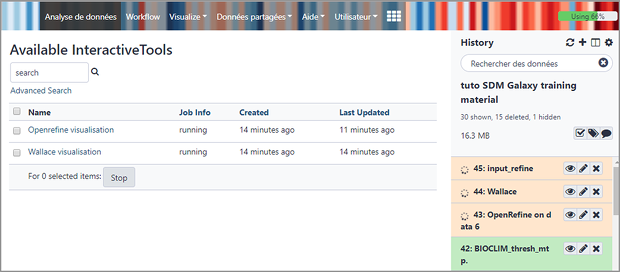 Analyse de données Workflow Visualize Données partagées Aide Utilisateur Using 66%
Available InteractiveTools
search
Advanced Search
Name Job Info Created Last Updated
Openrefine visualisation running 14 minutes ago 11 minutes ago
Wallace visualisation running 14 minutes ago 14 minutes ago
For 0 selected items: Stop
History
Rechercher des données
tuto SDM Galaxy training
material
30 shown, 15 deleted, 1 hidden
16.3 MB
45: input_refine
44: Wallace
43: OpenRefine on d
ata 6
42: BIOCLIM_thresh_mt
p.